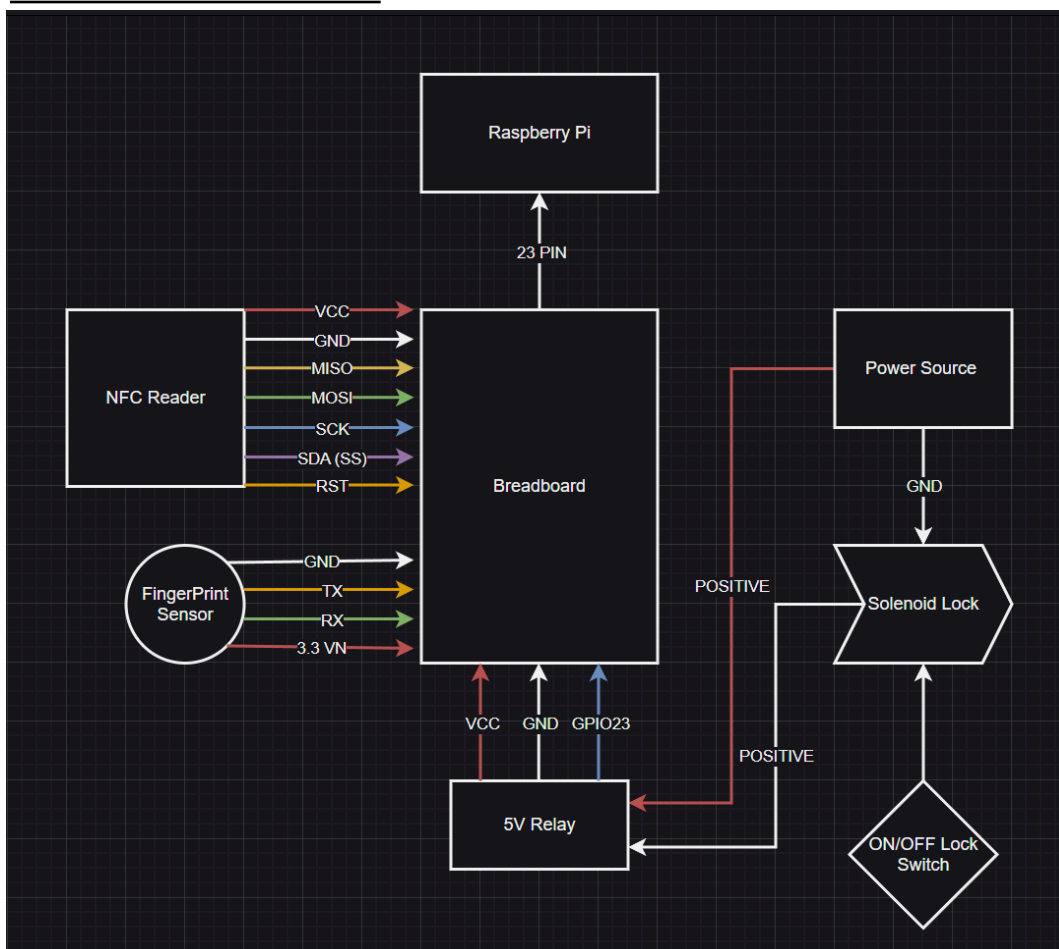 Raspberry Pi
23 PIN
NFC Reader
VCC
GND
MISO
MOSI
SCK
SDA (SS)
RST
Breadboard
Power Source
GND
FingerPrint
Sensor
GND
TX
RX
3.3 VN
POSITIVE
Solenoid Lock
VCC
GND
GPIO23
POSITIVE
5V Relay
ON/OFF Lock
Switch